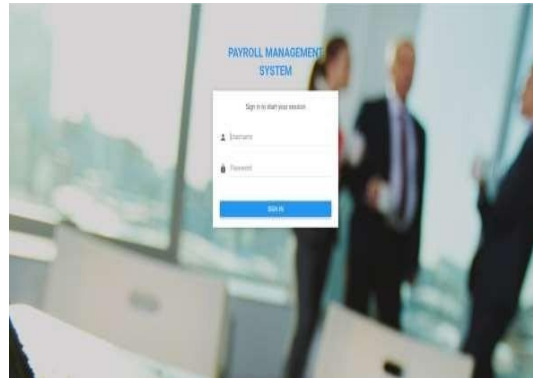 PAYROLL MANAGEMENT
SYSTEM
Sign in to start your session
Username
Password
SIGN IN